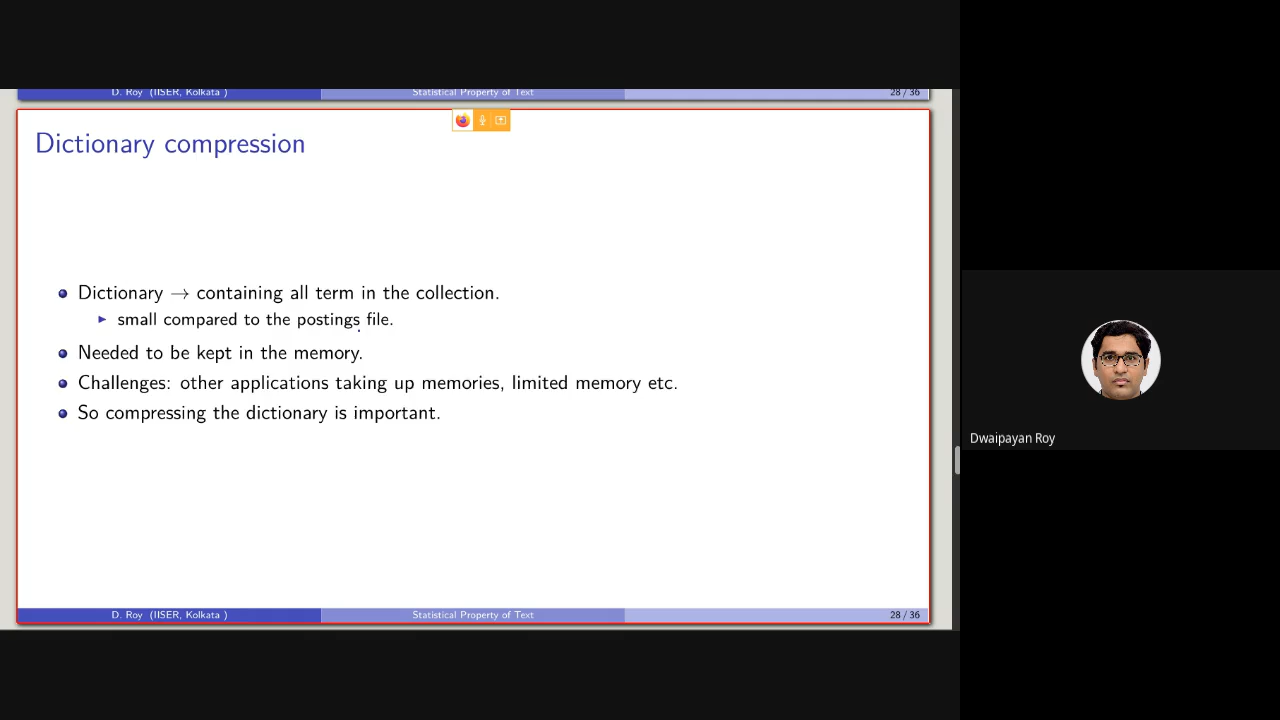 D. Roy (IISER, Kolkata ) Statistical Property of Text 28 / 36
Dictionary compression
Dictionary → containing all term in the collection.
small compared to the postings file.
Needed to be kept in the memory.
Challenges: other applications taking up memories, limited memory etc.
So compressing the dictionary is important.
D. Roy (IISER, Kolkata ) Statistical Property of Text 28 / 36
Dwaipayan Roy